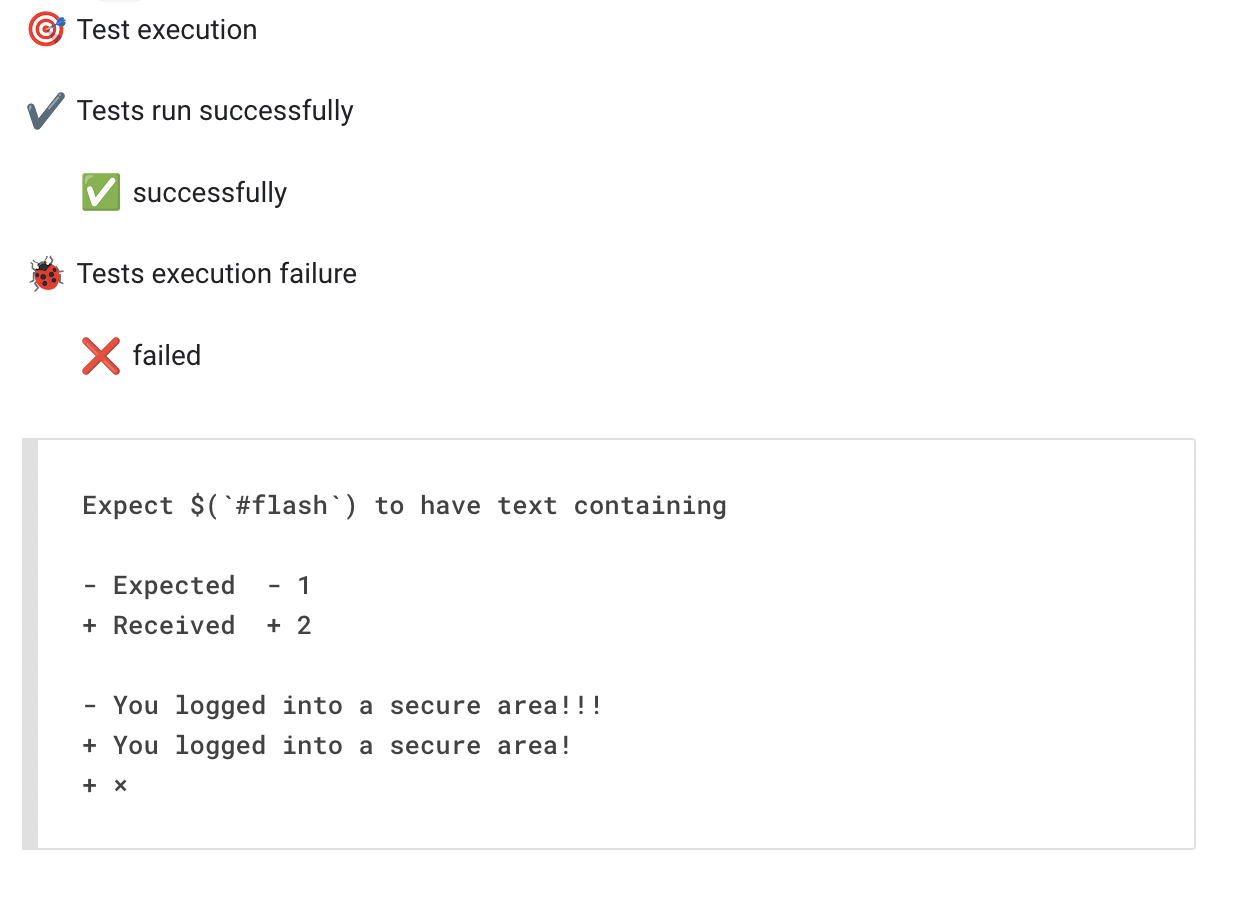 🎯 Test execution
✔️ Tests run successfully
✅ successfully
🐞 Tests execution failure
❌ failed
Expect $(`#flash`) to have text containing
- Expected  - 1
+ Received  + 2
- You logged into a secure area!!!
+ You logged into a secure area!
+ ×